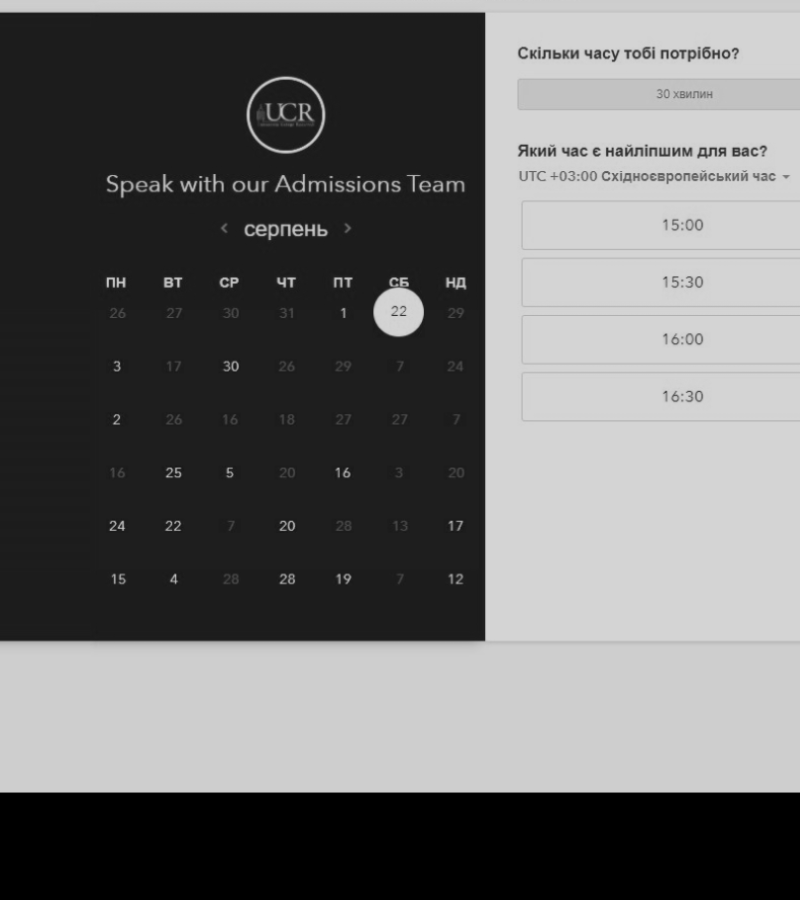 UCR
Speak with our Admissions Team
серпень
ПН ВТ СР ЧТ ПТ СБ НД
26 27 30 31 1 22 29
3 17 30 26 29 7 24
2 26 16 18 27 27 7
16 25 5 20 16 3 20
24 22 7 20 28 13 17
15 4 28 28 19 7 12
Скільки часу тобі потрібно?
30 хвилин
Який час є найліпшим для вас?
UTC +03:00 Східноєвропейський час
15:00
15:30
16:00
16:30